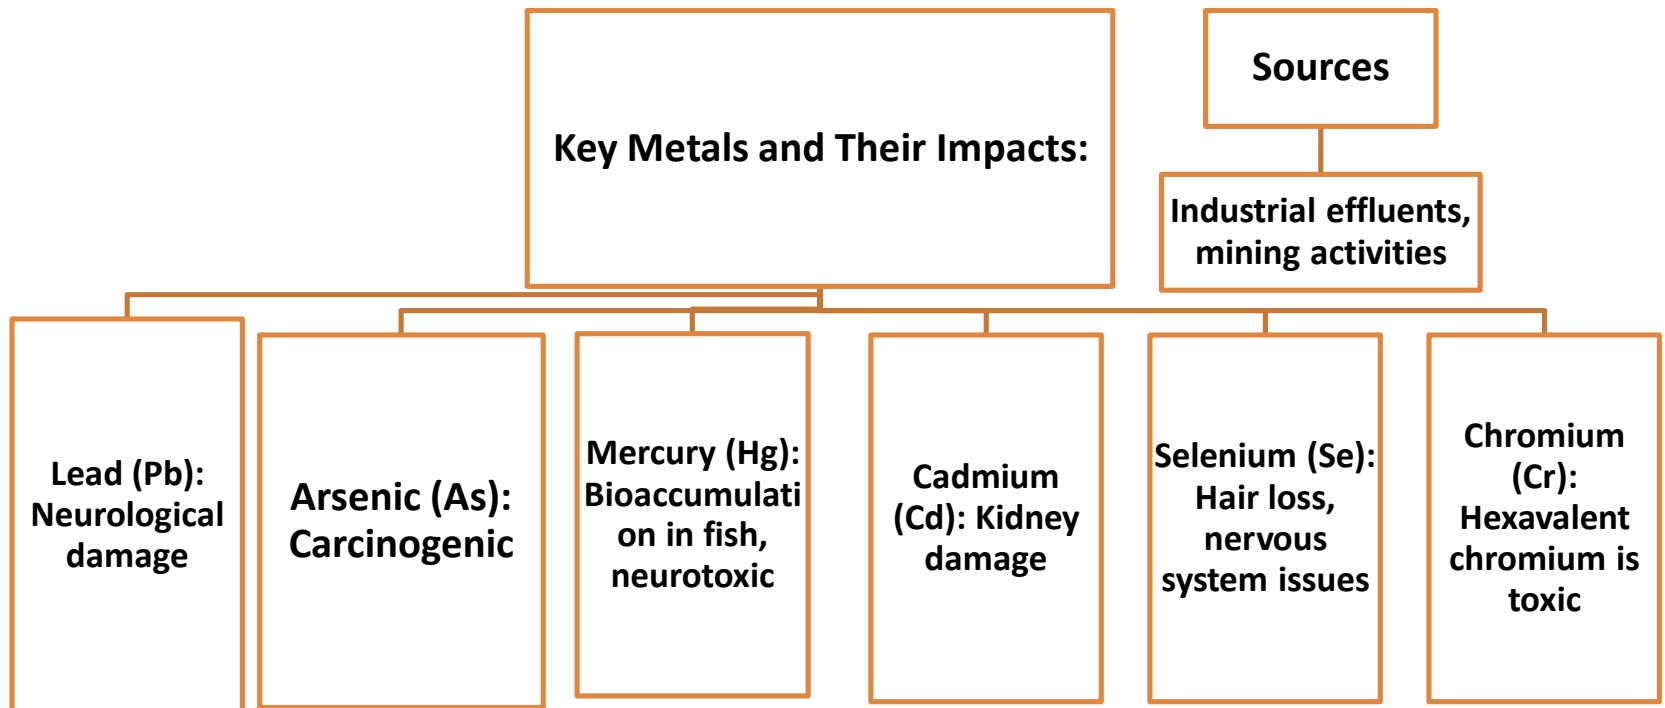 Key Metals and Their Impacts:
Sources
Industrial effluents,
mining activities
Lead (Pb):
Neurological
damage
Arsenic (As):
Carcinogenic
Mercury (Hg):
Bioaccumulati
on in fish,
neurotoxic
Cadmium
(Cd): Kidney
damage
Selenium (Se):
Hair loss,
nervous
system issues
Chromium
(Cr):
Hexavalent
chromium is
toxic